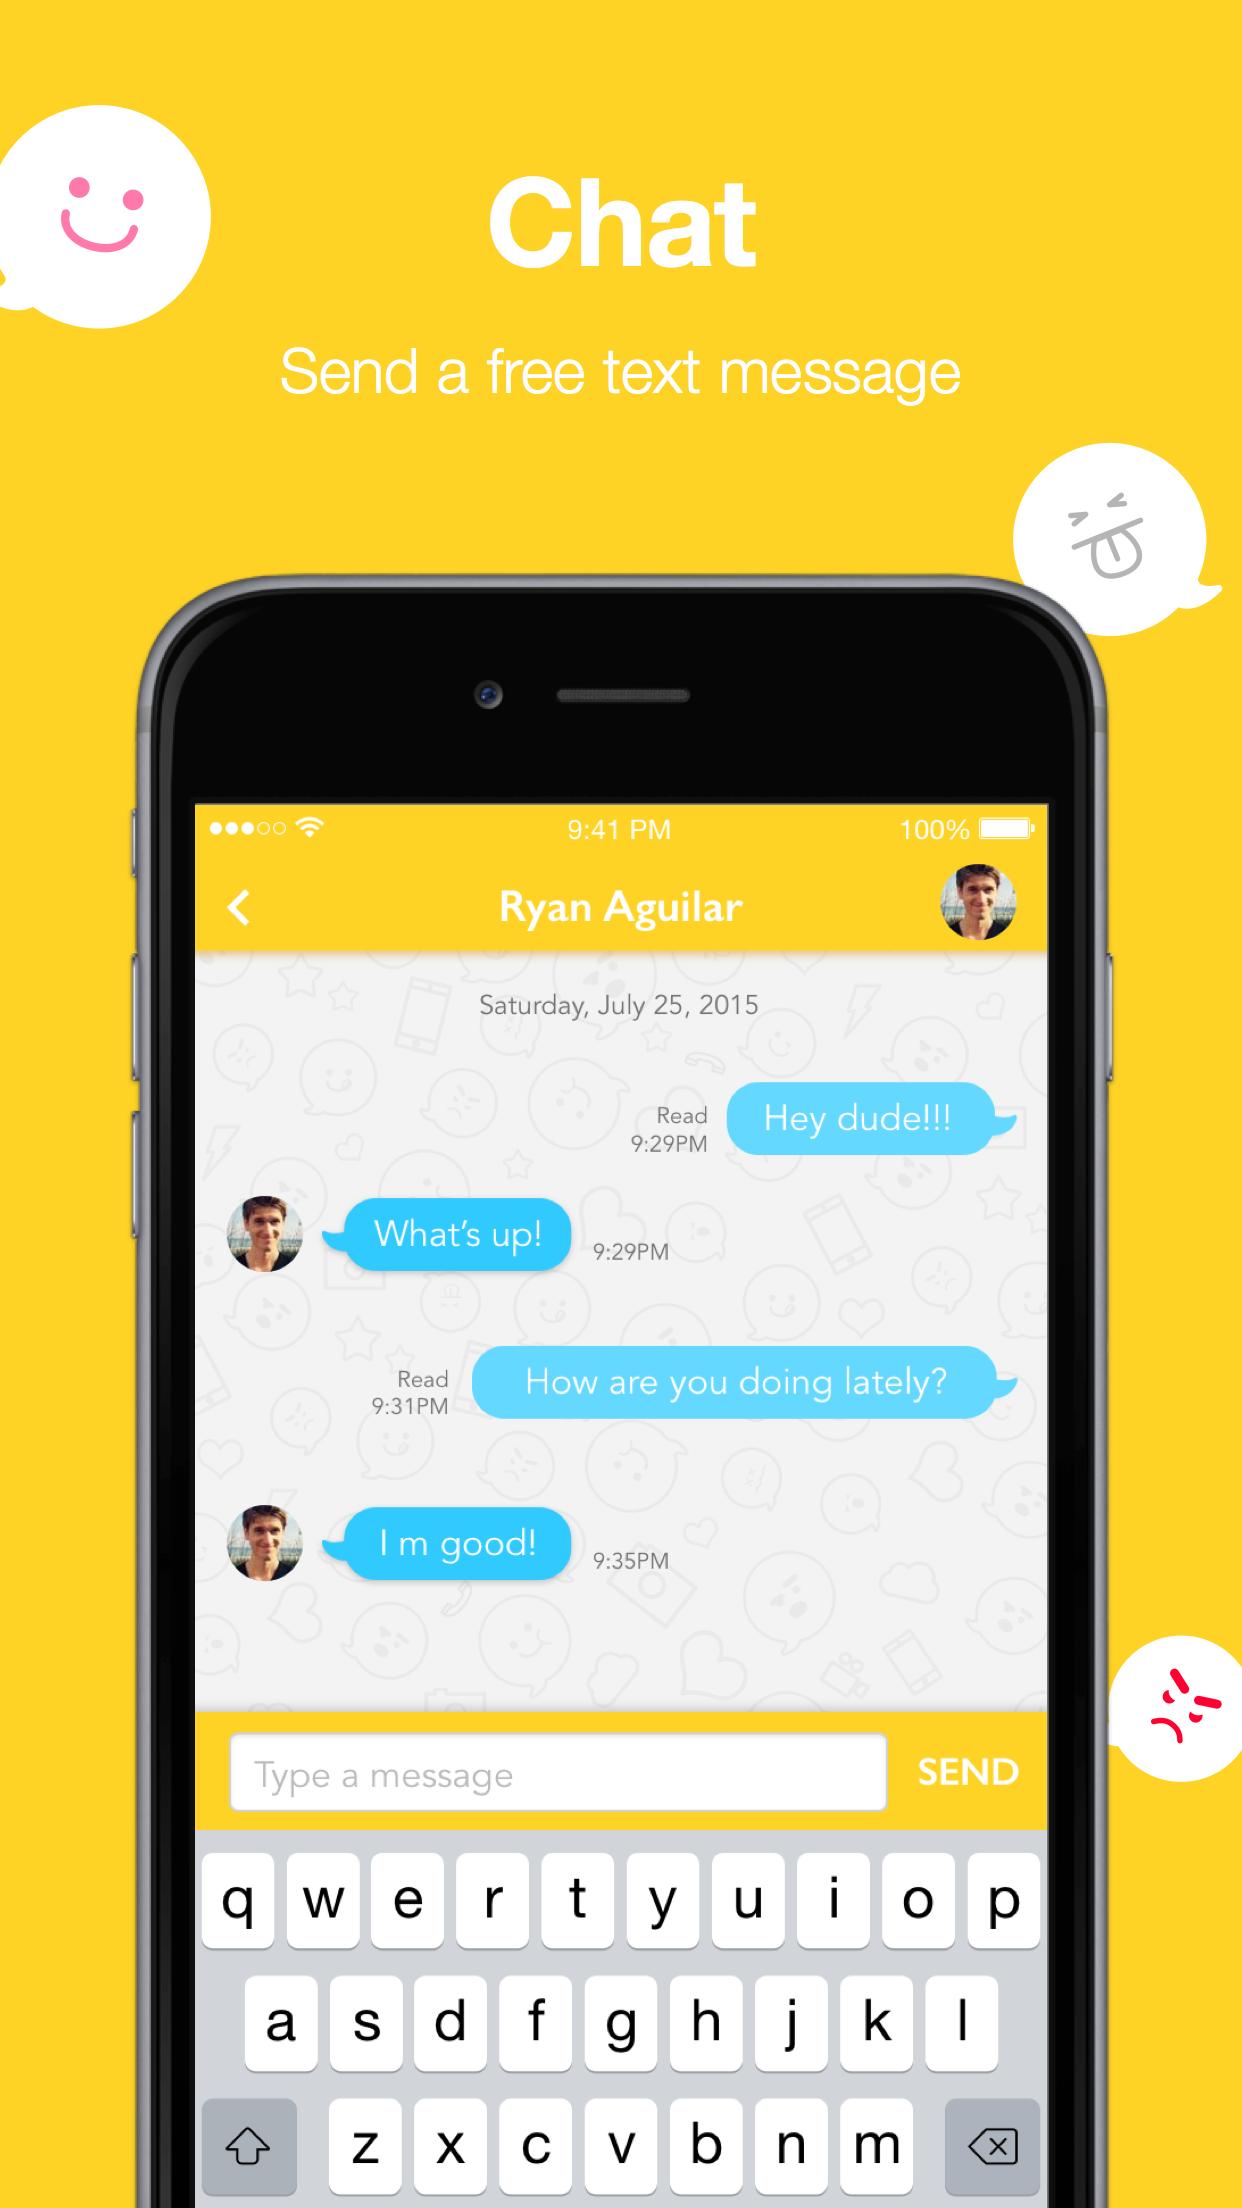 Chat
Send a free text message
9:41 PM
100%
Ryan Aguilar
Saturday, July 25, 2015
Read
9:29PM
Hey dude!!!
What's up!
9:29PM
Read
9:31PM
How are you doing lately?
I m good!
9:35PM
Type a message
SEND
q w e r t y u i o p
a s d f g h j k l
z x c v b n m